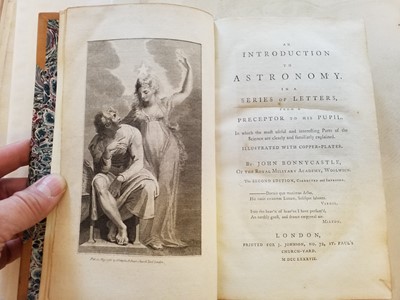 AN
INTRODUCTION
TO
ASTRONOMY.
IN A
SERIES OF LETTERS,
FROM A
PRECEPTOR TO HIS PUPIL.
In which the most useful and interesting Parts of the
Science are clearly and familiarly explained.
ILLUSTRATED WITH COPPER-PLATES.
By JOHN BONNYCASTLE,
OF THE ROYAL MILITARY ACADEMY, WOOLWICH.
THE SECOND EDITION, CORRECTED AND IMPROVED.
LONDON,
PRINTED FOR J. JOHNSON, NO. 72, ST. PAUL'S
CHURCH-YARD.
M DCC LXXXVII.